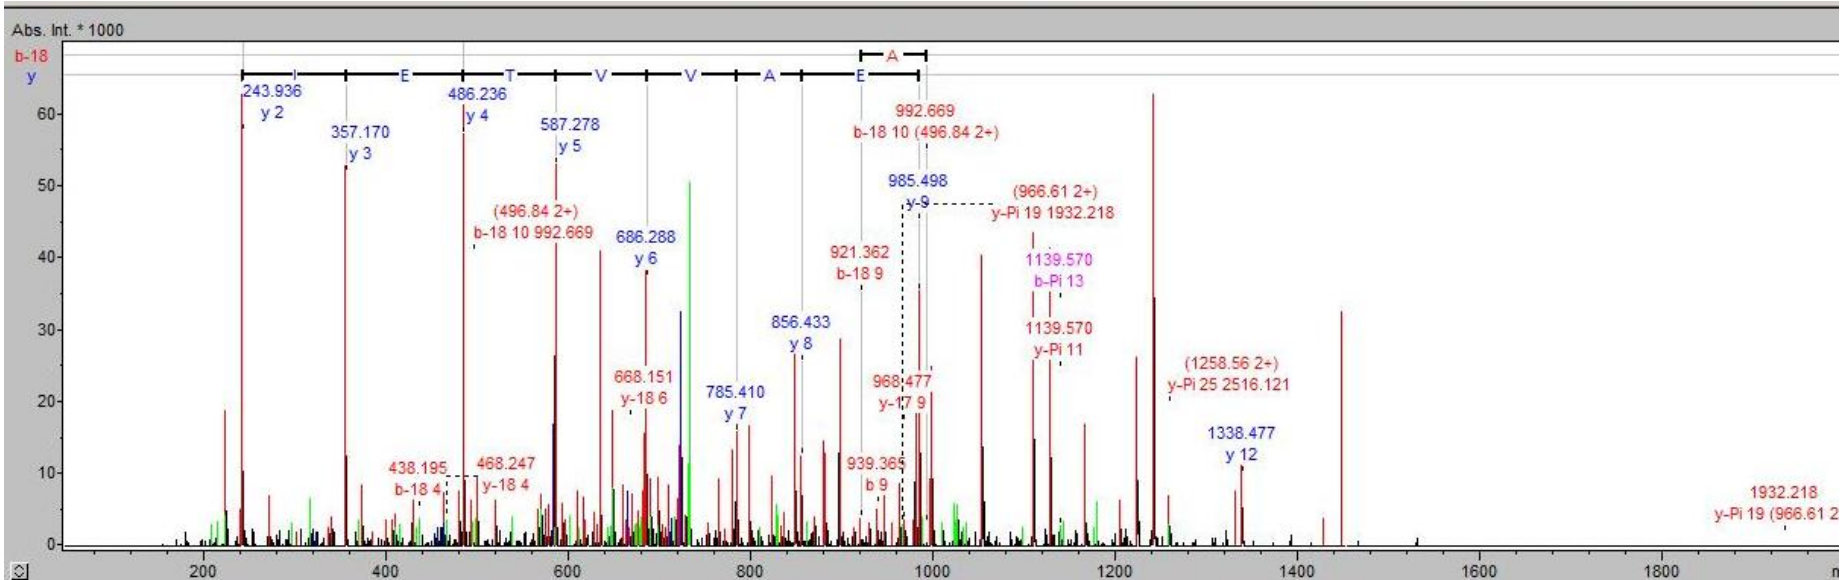 Abs. Int. * 1000
b-18
A
y
I E T V V A E
243.936
y 2
486.236
y 4
992.669
b-18 10 (496.84 2+)
60
357.170
y 3
587.278
y 5
50
985.498
y 9
(966.61 2+)
y-Pi 19 1932.218
(496.84 2+)
b-18 10 992.669
686.288
y 6
921.362
b-18 9
40
1139.570
b-Pi 13
30
856.433
y 8
1139.570
y-Pi 11
668.151
y-18 6
785.410
y 7
968.477
y-17 9
(1258.56 2+)
y-Pi 25 2516.121
20
1338.477
y 12
438.195
b-18 4
468.247
y-18 4
939.365
b 9
10
1932.218
y-Pi 19 (966.61 2
0
200 400 600 800 1000 1200 1400 1600 1800